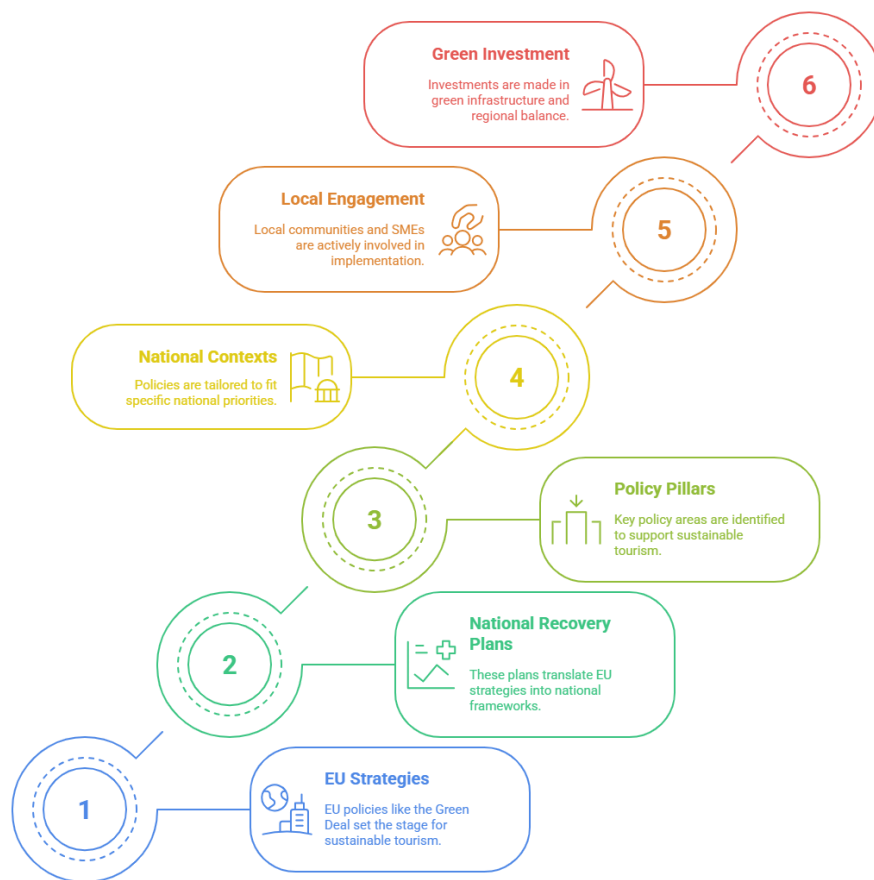 Green Investment
Investments are made in
green infrastructure and
regional balance.
6
Local Engagement
Local communities and SMEs
are actively involved in
implementation.
5
National Contexts
Policies are tailored to fit
specific national priorities.
4
3
Policy Pillars
Key policy areas are identified
to support sustainable
tourism.
2
National Recovery
Plans
These plans translate EU
strategies into national
frameworks.
1
EU Strategies
EU policies like the Green
Deal set the stage for
sustainable tourism.